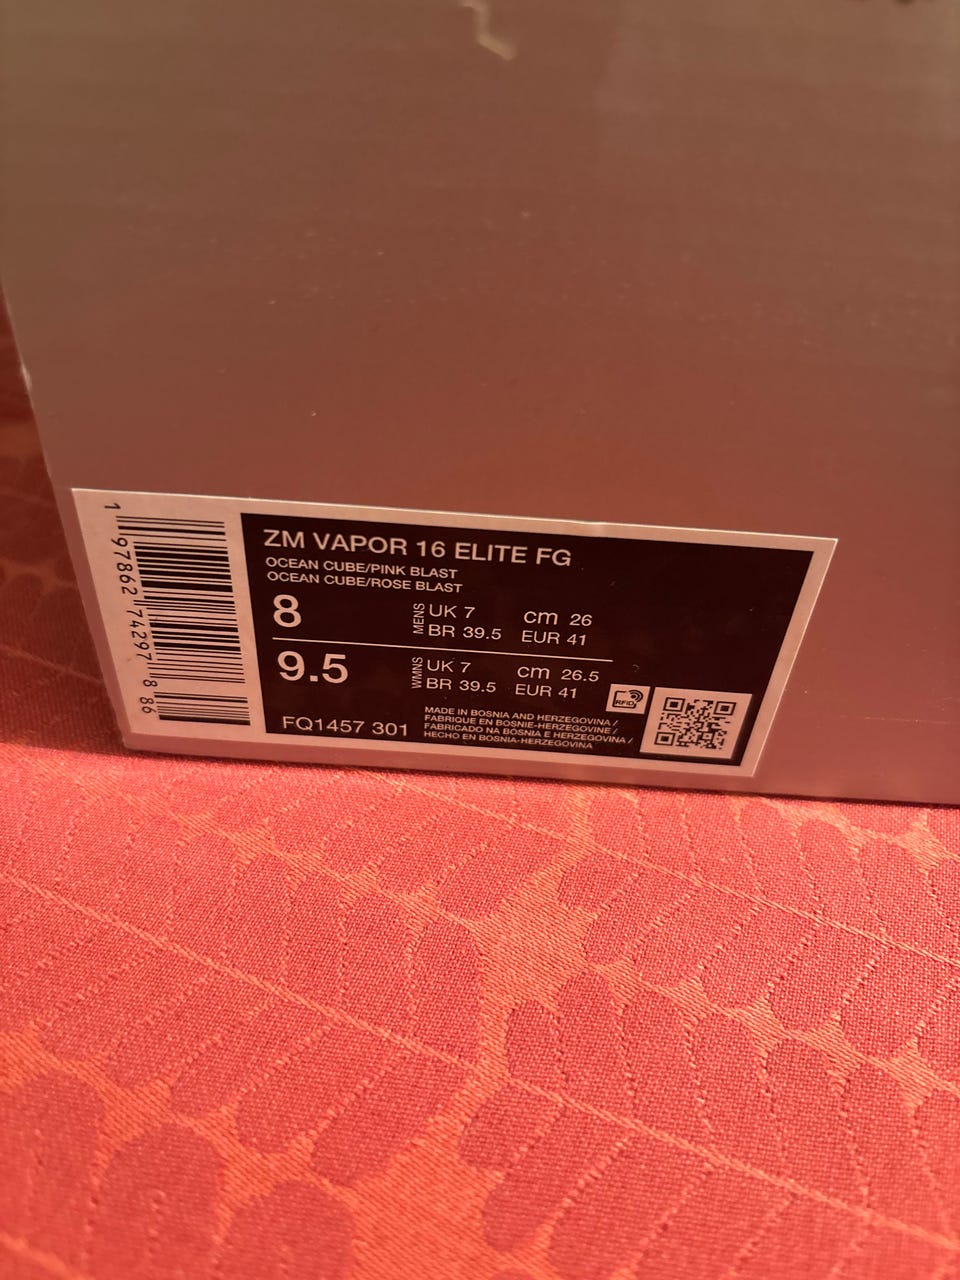 1 97862 74297 8 86
ZM VAPOR 16 ELITE FG
OCEAN CUBE/PINK BLAST
OCEAN CUBE/ROSE BLAST
8 MENS UK 7 cm 26
BR 39.5 EUR 41
9.5 WMNS UK 7 cm 26.5
BR 39.5 EUR 41
FQ1457 301
MADE IN BOSNIA AND HERZEGOVINA /
FABRIQUE EN BOSNIE-HERZEGOVINE /
FABRICADO NA BÓSNIA E HERZEGOVINA /
HECHO EN BOSNIA-HERZEGOVINA
RFID